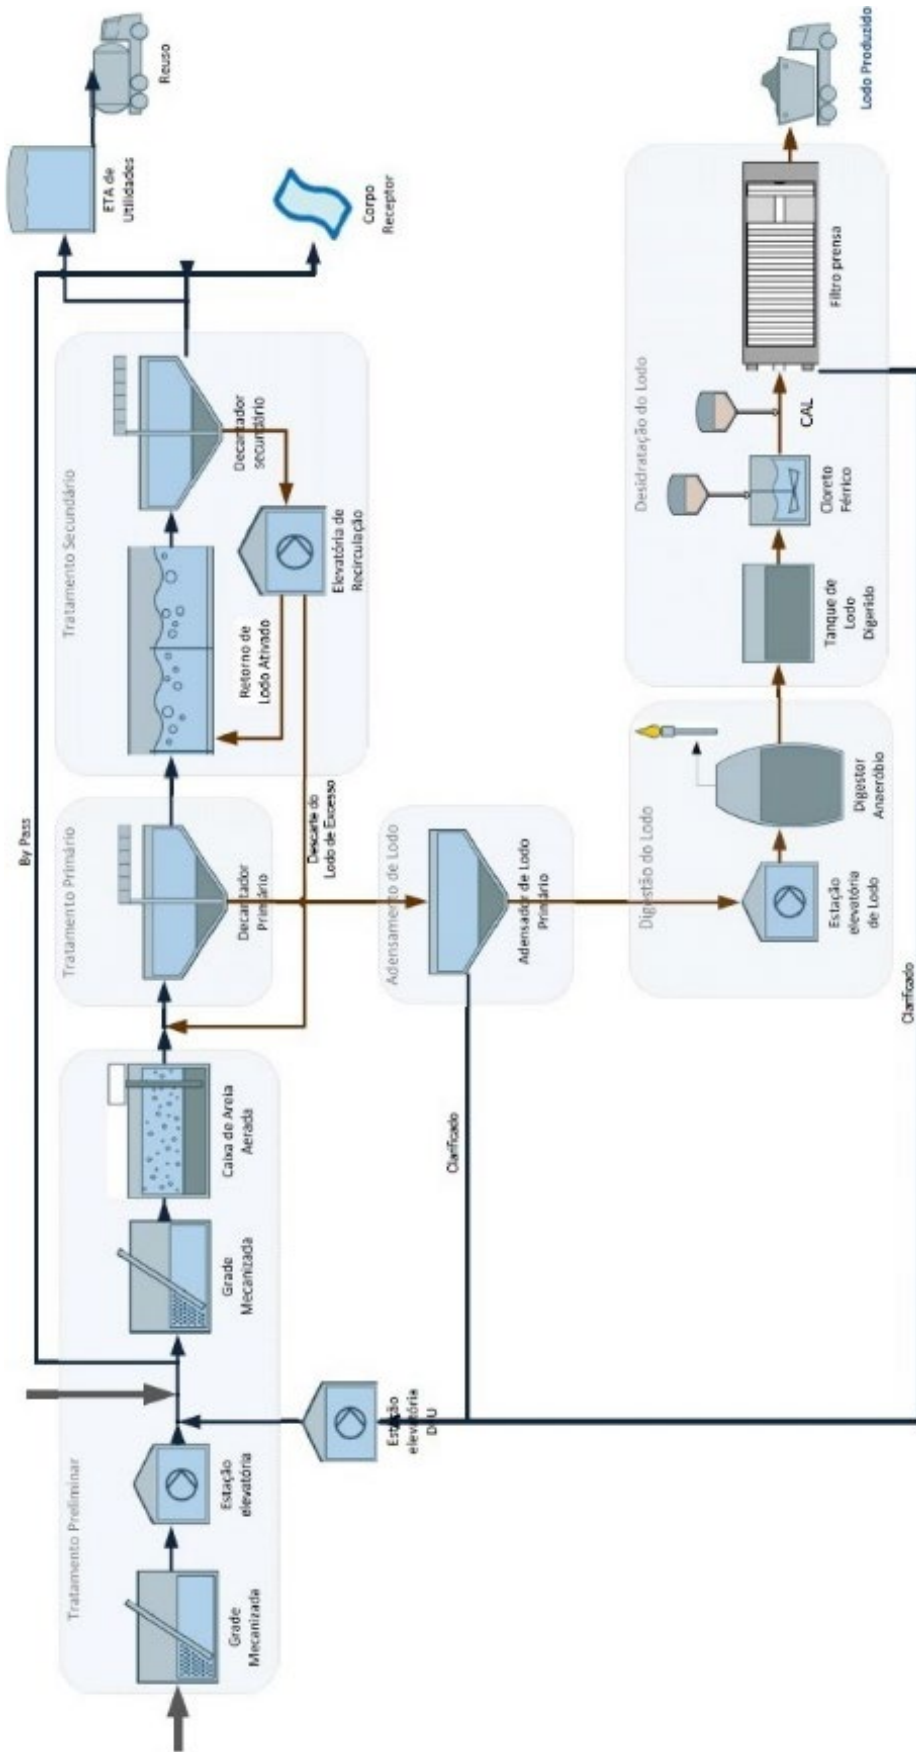 Tratamento Preliminar
Grade
Mecanizada
Estação
elevatória
Grade
Mecanizada
Caixa de Areia
Aerada
Estação
elevatória
By Pass
Tratamento Primário
Decantador
Primário
Tratamento Secundário
Retorno de
Lodo Ativado
Decantador
secundário
Elevatória de
Recirculação
Descarte do
Lodo de Excesso
ETA de
Utilidades
Reuso
Corpo
Receptor
Adensamento de Lodo
Adensador de Lodo
Primário
Clarificado
Digestão do Lodo
Estação
elevatória
de Lodo
Digestor
Anaeróbio
Desidratação do Lodo
Tanque de
Lodo
Digerido
Cloreto
Férrico
CAL
Filtro prensa
Lodo Produzido
Clarificado